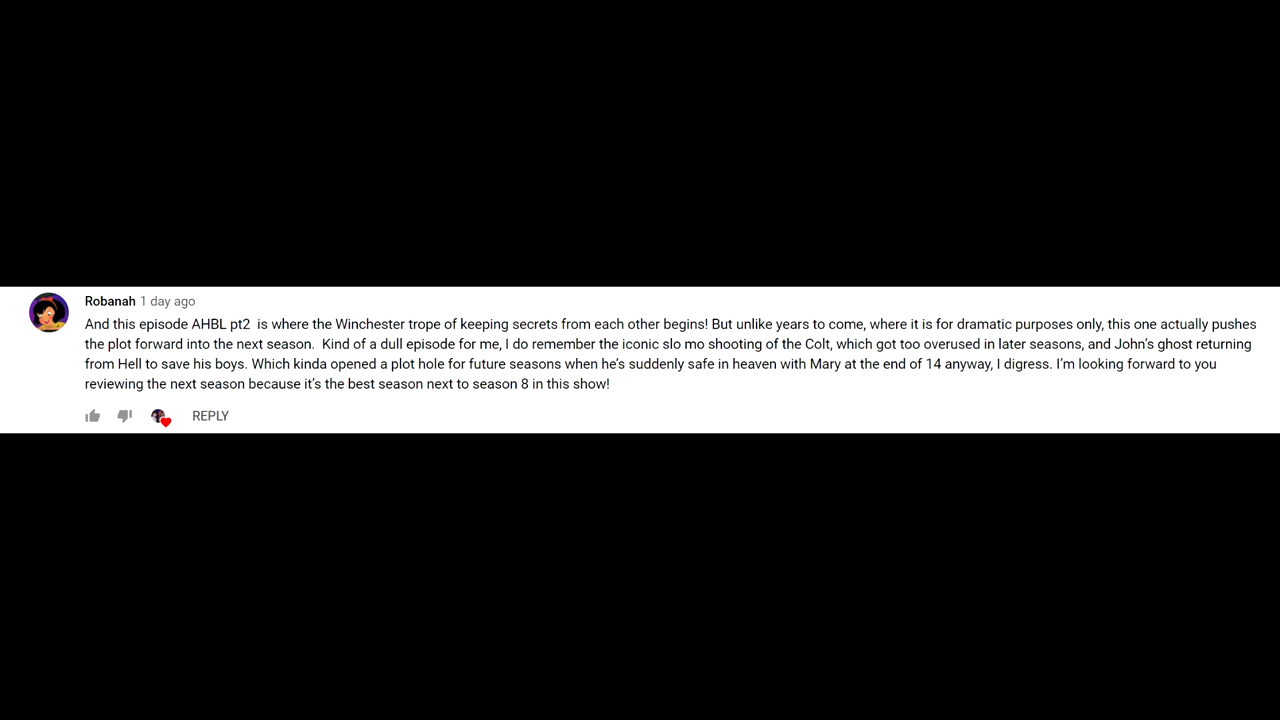 Robanah 1 day ago
And this episode AHBL pt2  is where the Winchester trope of keeping secrets from each other begins! But unlike years to come, where it is for dramatic purposes only, this one actually pushes
the plot forward into the next season.  Kind of a dull episode for me, I do remember the iconic slo mo shooting of the Colt, which got too overused in later seasons, and John’s ghost returning
from Hell to save his boys. Which kinda opened a plot hole for future seasons when he’s suddenly safe in heaven with Mary at the end of 14 anyway, I digress. I’m looking forward to you
reviewing the next season because it’s the best season next to season 8 in this show!
REPLY